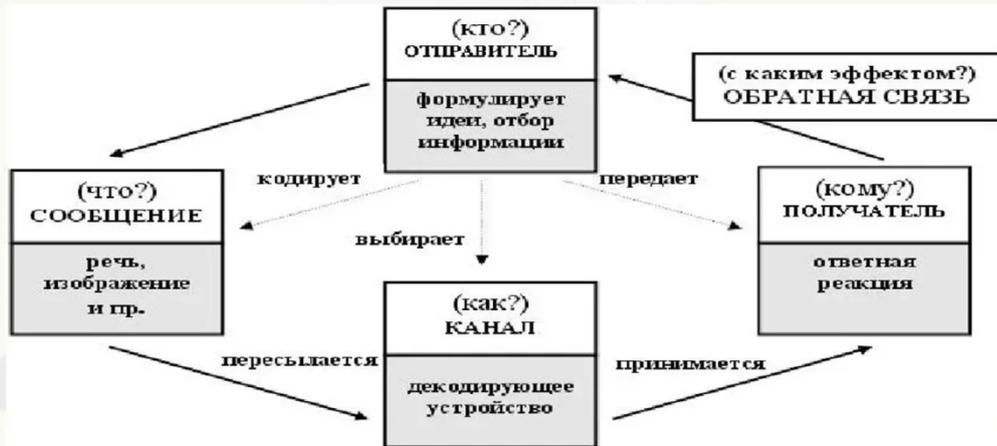 (кто?)
ОТПРАВИТЕЛЬ
формулирует
идеи, отбор
информации
(с каким эффектом?)
ОБРАТНАЯ СВЯЗЬ
кодирует
выбирает
передает
(что?)
СООБЩЕНИЕ
речь,
изображение
и пр.
(кому?)
ПОЛУЧАТЕЛЬ
ответная
реакция
(как?)
КАНАЛ
декодирующее
устройство
пересылается
принимается